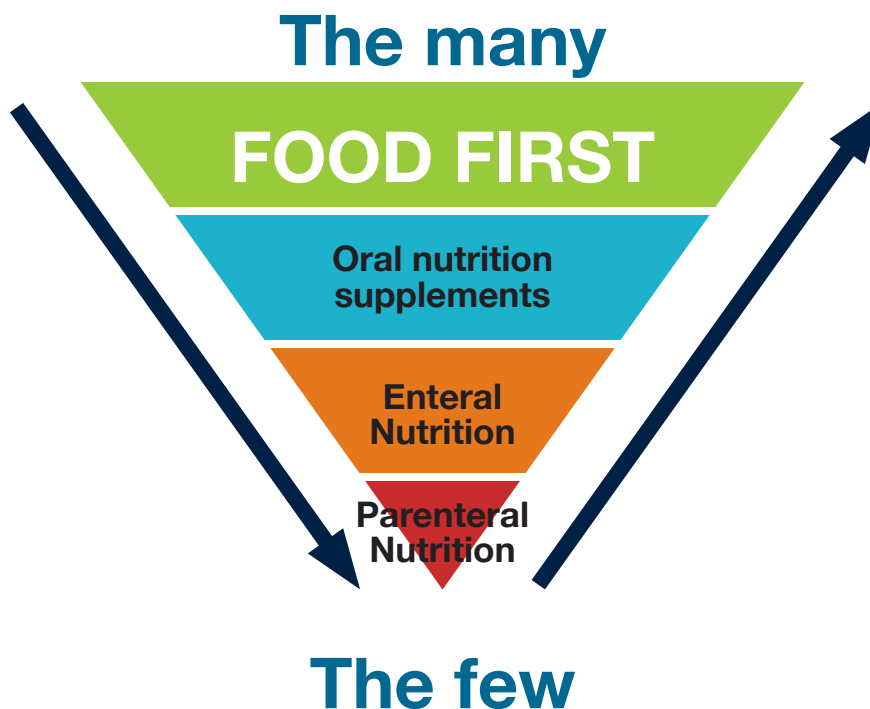 The many
FOOD FIRST
Oral nutrition
supplements
Enteral
Nutrition
Parenteral
Nutrition
The few